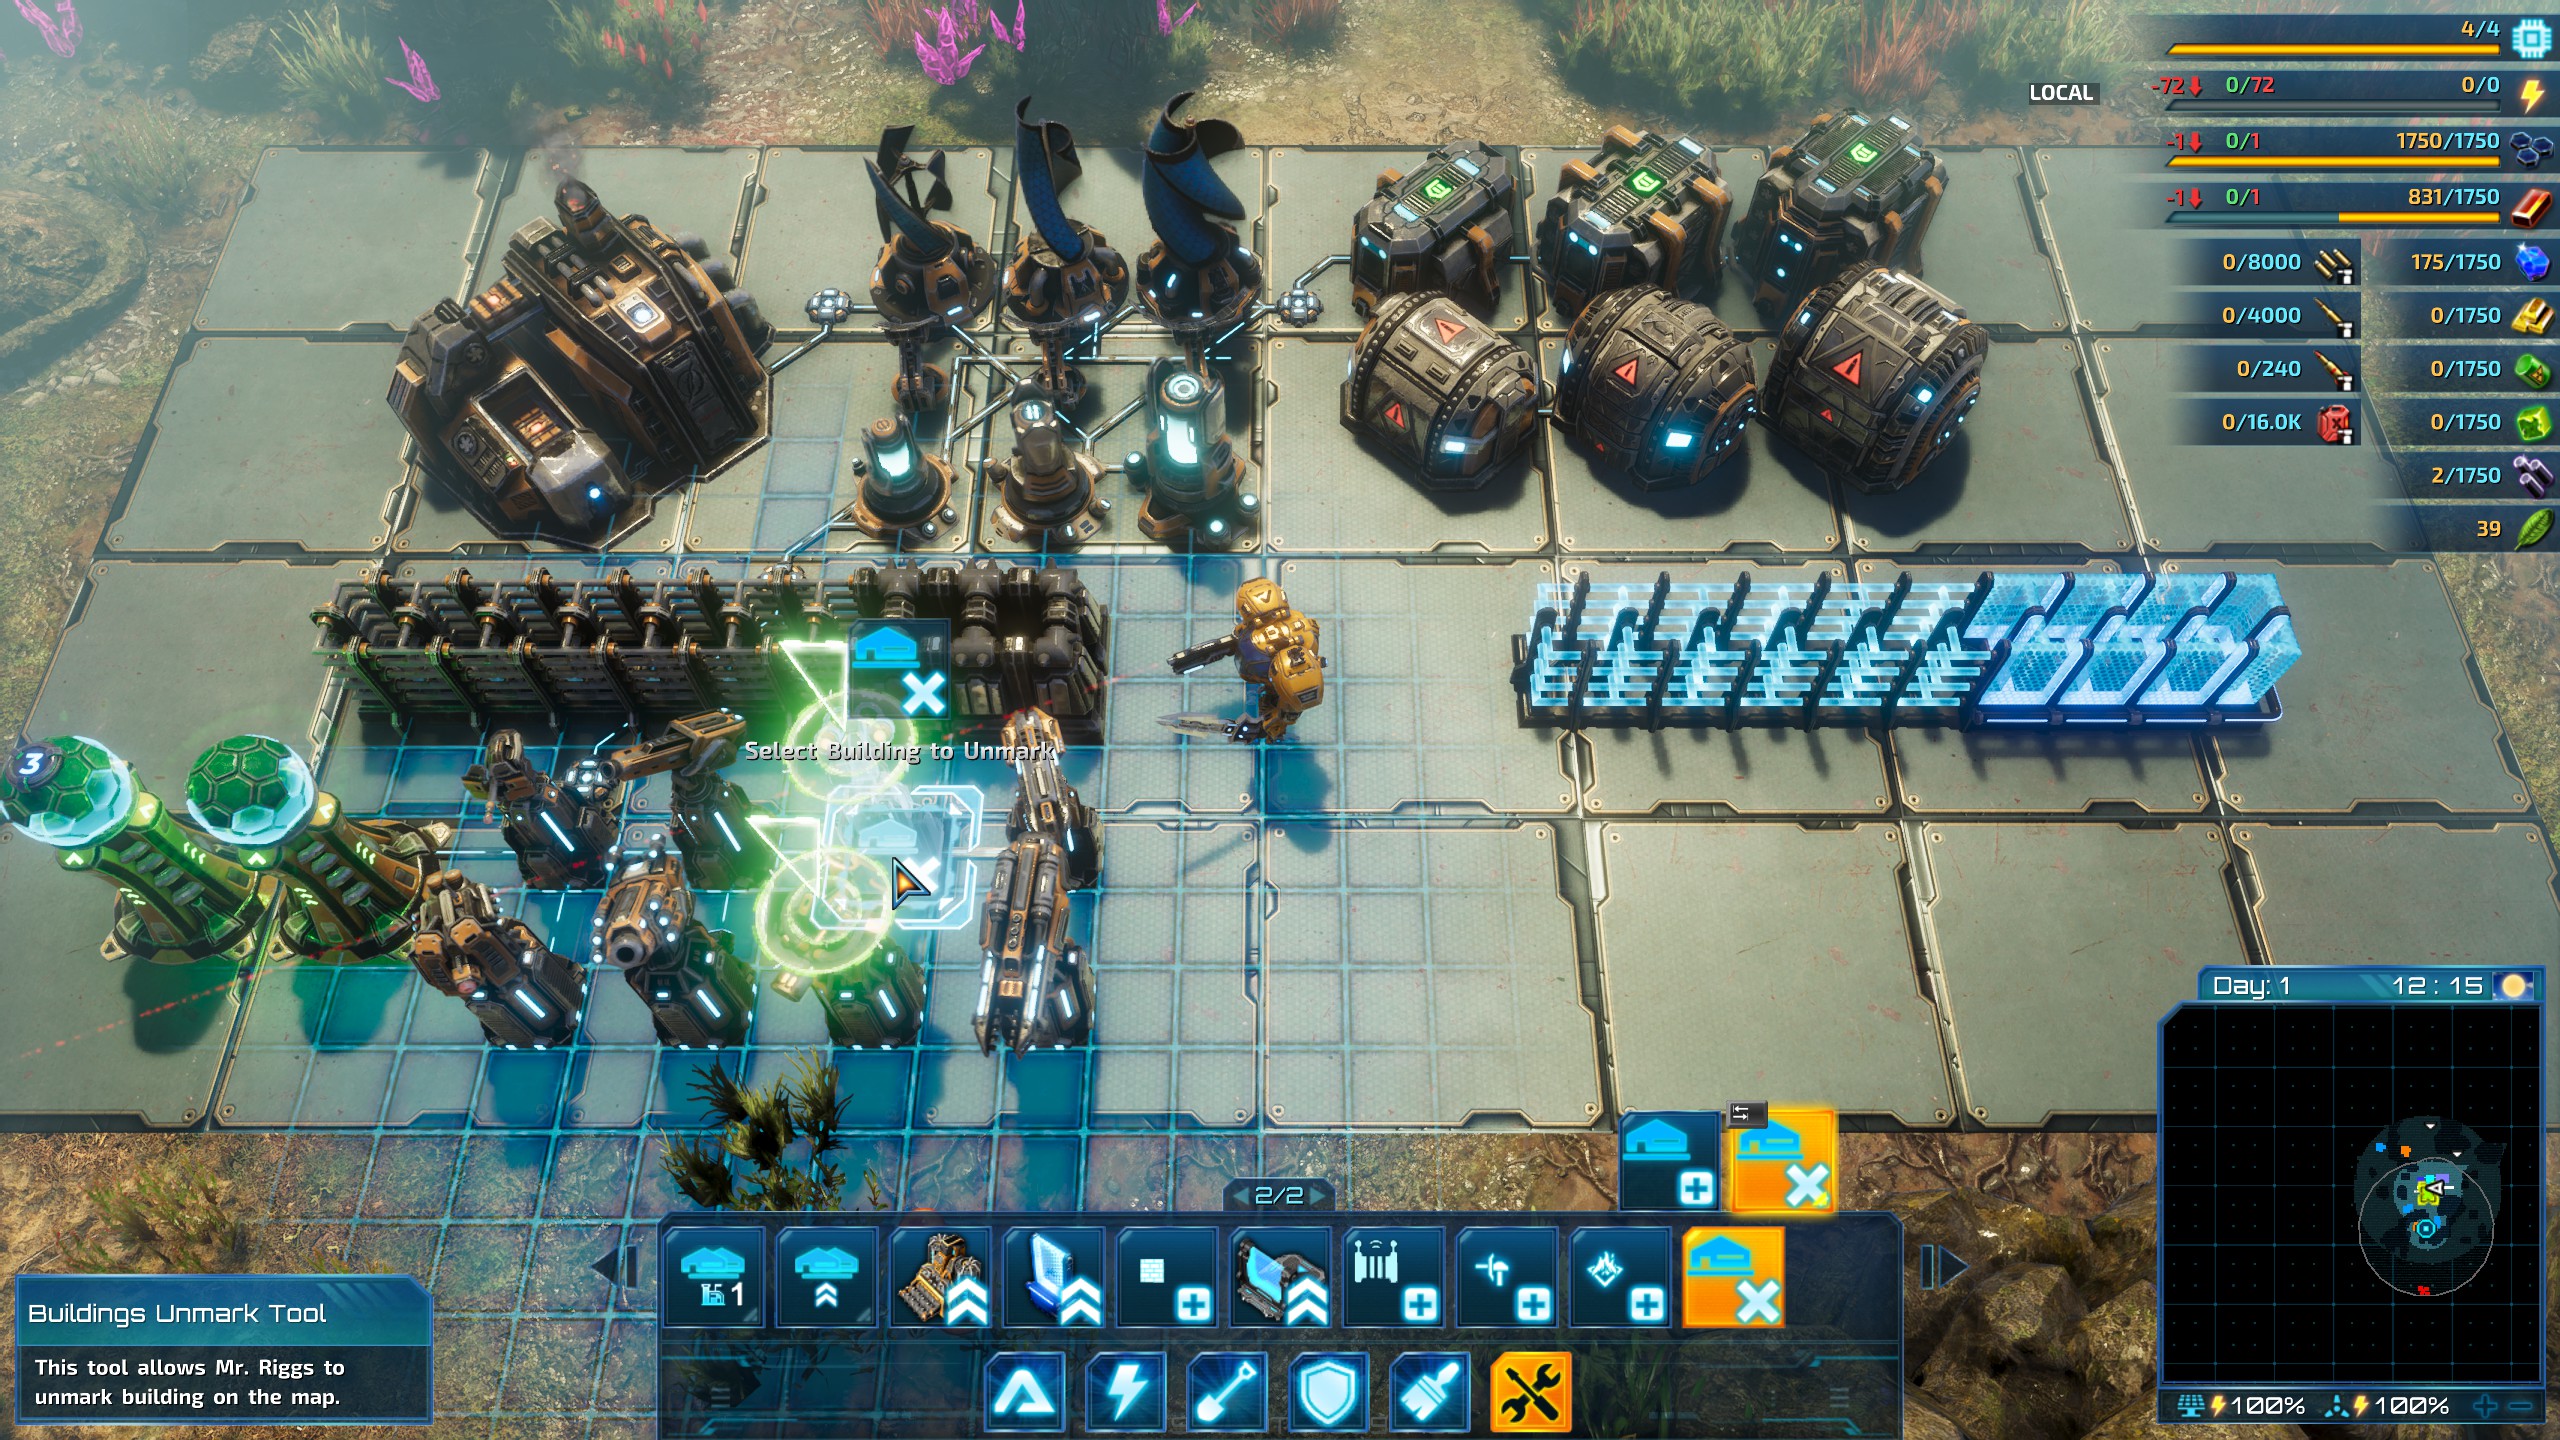 4/4
LOCAL
-72 0/72 0/0
-1 0/1 1750/1750
-1 0/1 831/1750
0/8000 175/1750
0/4000 0/1750
0/240 0/1750
0/16.0K 0/1750
2/1750
39
Select Building to Unmark
3
Day: 1 12:15
2/2
1
Buildings Unmark Tool
This tool allows Mr. Riggs to
unmark building on the map.
100% 100%